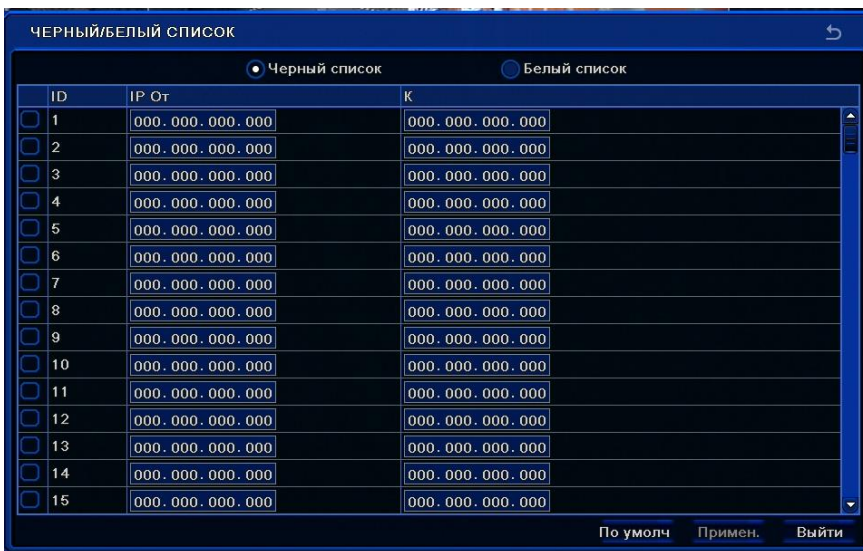 ЧЕРНЫЙ/БЕЛЫЙ СПИСОК
Черный список Белый список
ID IP От К
1 000.000.000.000 000.000.000.000
2 000.000.000.000 000.000.000.000
3 000.000.000.000 000.000.000.000
4 000.000.000.000 000.000.000.000
5 000.000.000.000 000.000.000.000
6 000.000.000.000 000.000.000.000
7 000.000.000.000 000.000.000.000
8 000.000.000.000 000.000.000.000
9 000.000.000.000 000.000.000.000
10 000.000.000.000 000.000.000.000
11 000.000.000.000 000.000.000.000
12 000.000.000.000 000.000.000.000
13 000.000.000.000 000.000.000.000
14 000.000.000.000 000.000.000.000
15 000.000.000.000 000.000.000.000
По умолч Примен. Выйти